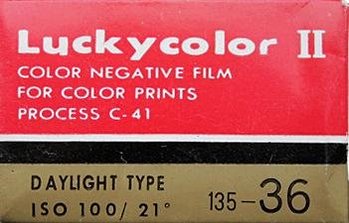 Luckycolor II
COLOR NEGATIVE FILM
FOR COLOR PRINTS
PROCESS C-41
DAYLIGHT TYPE
ISO 100/ 21° 135-36